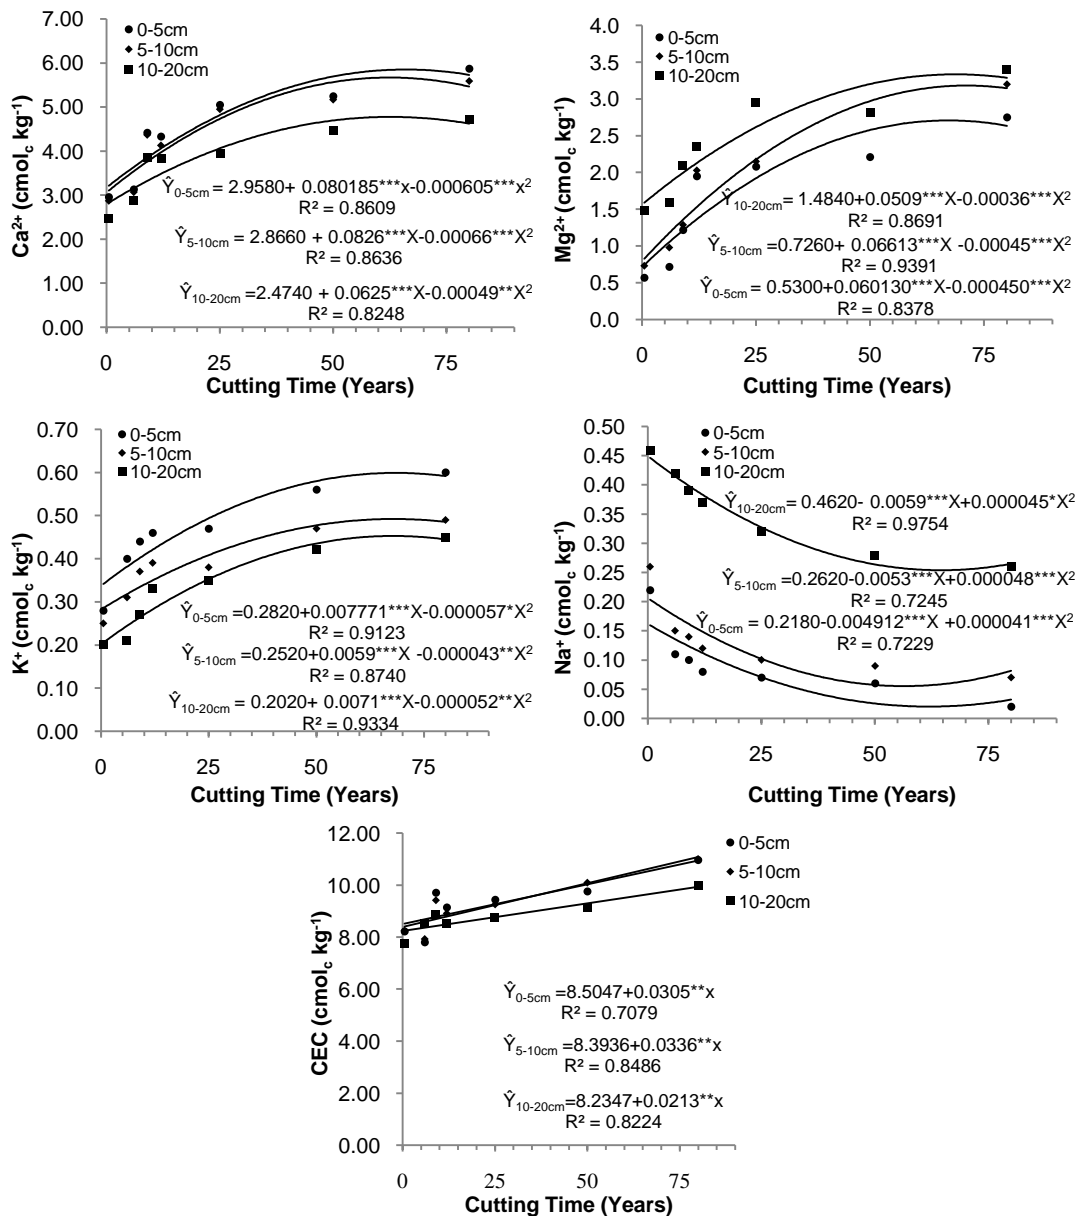 7.00
6.00
5.00
4.00
3.00
2.00
1.00
0.00
Ca²⁺ (cmol_c kg⁻¹)
0-5cm
5-10cm
10-20cm
Ŷ₀₋₅cm = 2.9580+ 0.080185***x-0.000605***x²
R² = 0.8609
Ŷ₅₋₁₀cm = 2.8660 + 0.0826***X-0.00066***X²
R² = 0.8636
Ŷ₁₀₋₂₀cm =2.4740 + 0.0625***X-0.00049**X²
R² = 0.8248
0 25 50 75
Cutting Time (Years)
4.0
3.5
3.0
2.5
2.0
1.5
1.0
0.5
0.0
Mg²⁺ (cmol_c kg⁻¹)
0-5cm
5-10cm
10-20cm
Ŷ₁₀₋₂₀cm = 1.4840+0.0509***X-0.00036**X²
R² = 0.8691
Ŷ₅₋₁₀cm =0.7260+ 0.06613***X -0.00045**X²
R² = 0.9391
Ŷ₀₋₅cm = 0.5300+0.060130***X-0.000450***X²
R² = 0.8378
0 25 50 75
Cutting Time (Years)
0.70
0.60
0.50
0.40
0.30
0.20
0.10
0.00
K⁺ (cmol_c kg⁻¹)
0-5cm
5-10cm
10-20cm
Ŷ₀₋₅cm =0.2820+0.007771***X-0.000057*X²
R² = 0.9123
Ŷ₅₋₁₀cm =0.2520+0.0059***X -0.000043**X²
R² = 0.8740
Ŷ₁₀₋₂₀cm =0.2020+ 0.0071***X-0.000052**X²
R² = 0.9334
0 25 50 75
Cutting Time (Years)
0.50
0.45
0.40
0.35
0.30
0.25
0.20
0.15
0.10
0.05
0.00
Na⁺ (cmol_c kg⁻¹)
0-5cm
5-10cm
10-20cm
Ŷ₁₀₋₂₀cm = 0.4620- 0.0059***X+0.000045*X²
R² = 0.9754
Ŷ₅₋₁₀cm =0.2620-0.0053***X+0.000048***X²
R² = 0.7245
Ŷ₀₋₅cm =0.2180-0.004912***X +0.000041***X²
R² = 0.7229
0 25 50 75
Cutting Time (Years)
12.00
10.00
8.00
6.00
4.00
2.00
0.00
CEC (cmol_c kg⁻¹)
0-5cm
5-10cm
10-20cm
Ŷ₀₋₅cm =8.5047+0.0305**x
R² = 0.7079
Ŷ₅₋₁₀cm =8.3936+0.0336**x
R² = 0.8486
Ŷ₁₀₋₂₀cm=8.2347+0.0213**x
R² = 0.8224
0 25 50 75
Cutting Time (Years)